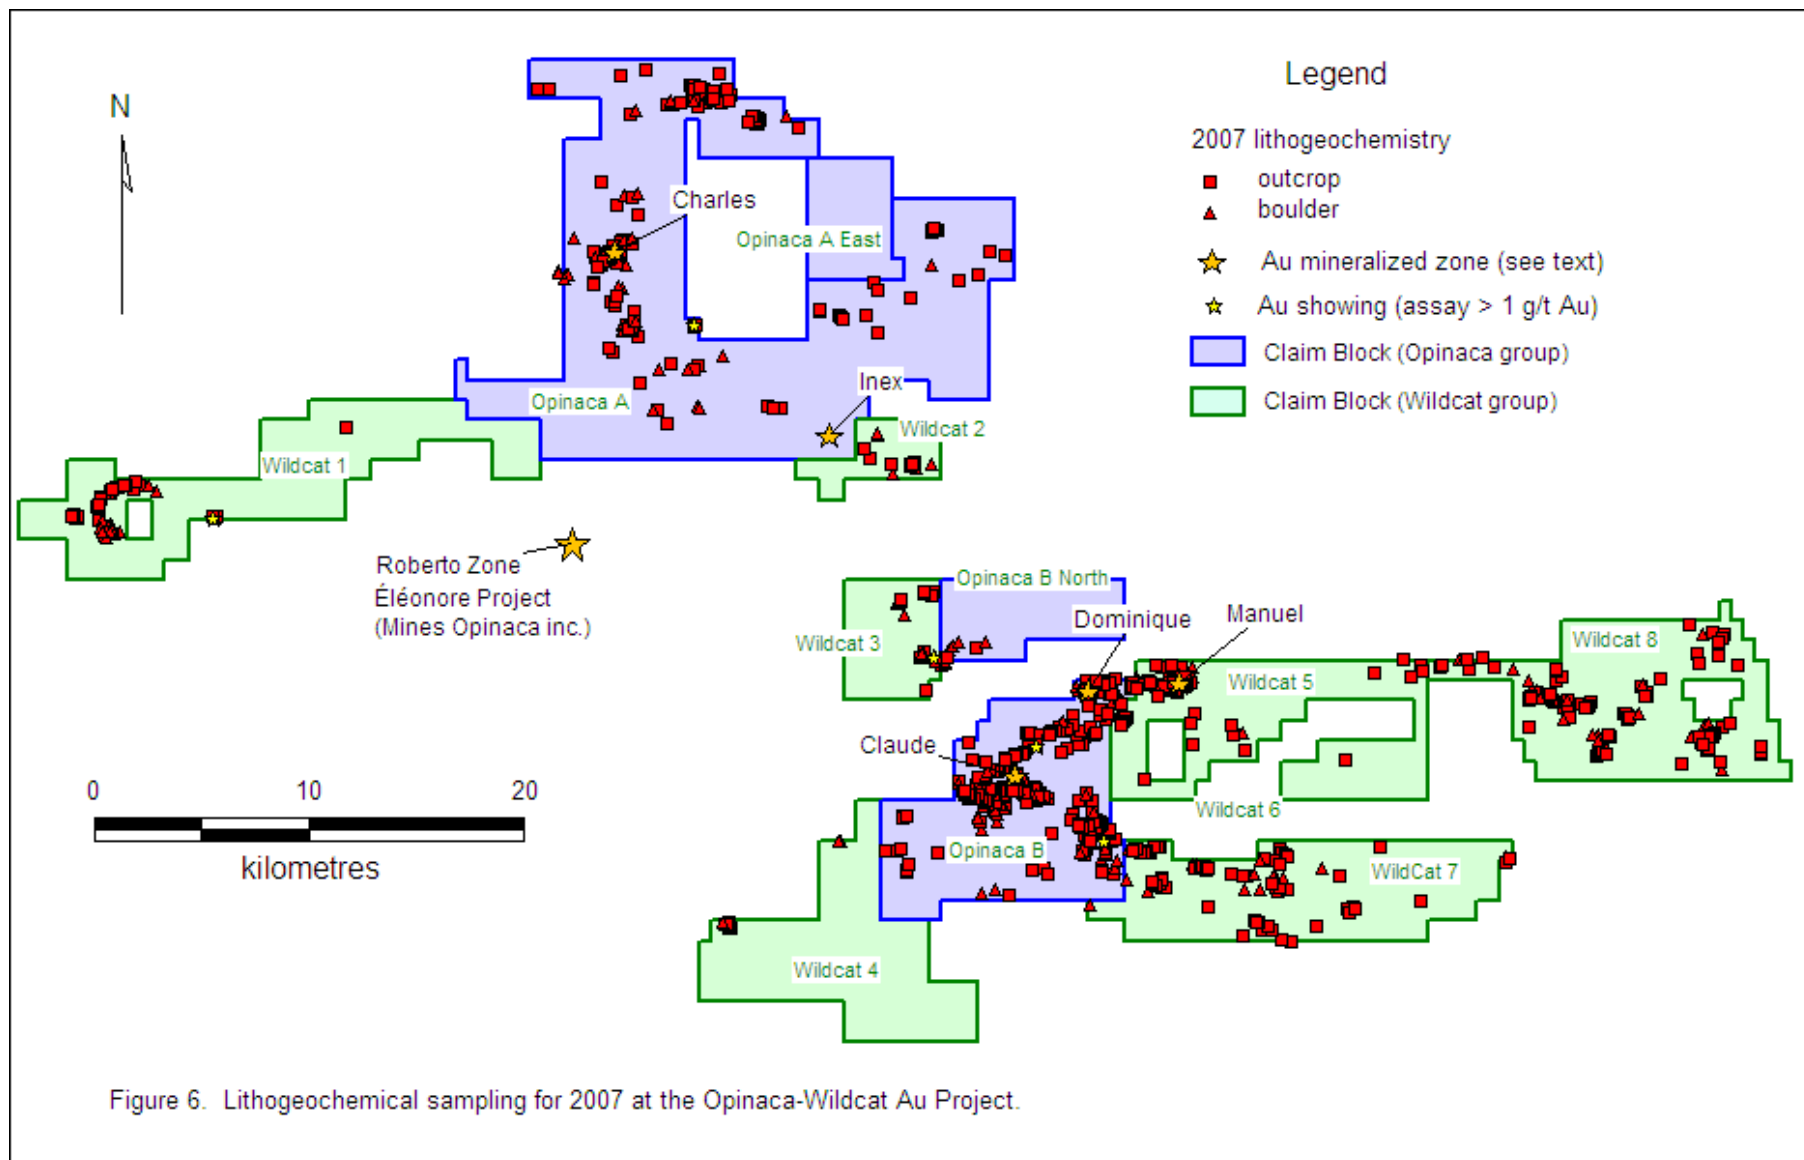 Legend
N
2007 lithogeochemistry
outcrop
boulder
Charles
Opinaca A East
Au mineralized zone (see text)
Au showing (assay > 1 g/t Au)
Claim Block (Opinaca group)
Inex
Opinaca A
Claim Block (Wildcat group)
Wildcat 2
Wildcat 1
Roberto Zone
Éléonore Project
(Mines Opinaca inc.)
Opinaca B North
Dominique
Manuel
Wildcat 3
Wildcat 8
Wildcat 5
Claude
0 10 20
kilometres
Wildcat 6
Opinaca B
WildCat 7
Wildcat 4
Figure 6. Lithogeochemical sampling for 2007 at the Opinaca-Wildcat Au Project.